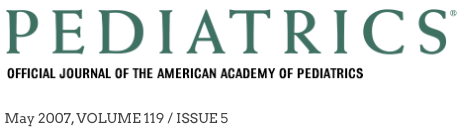 PEDIATRICS®
OFFICIAL JOURNAL OF THE AMERICAN ACADEMY OF PEDIATRICS
May 2007, VOLUME 119 / ISSUE 5